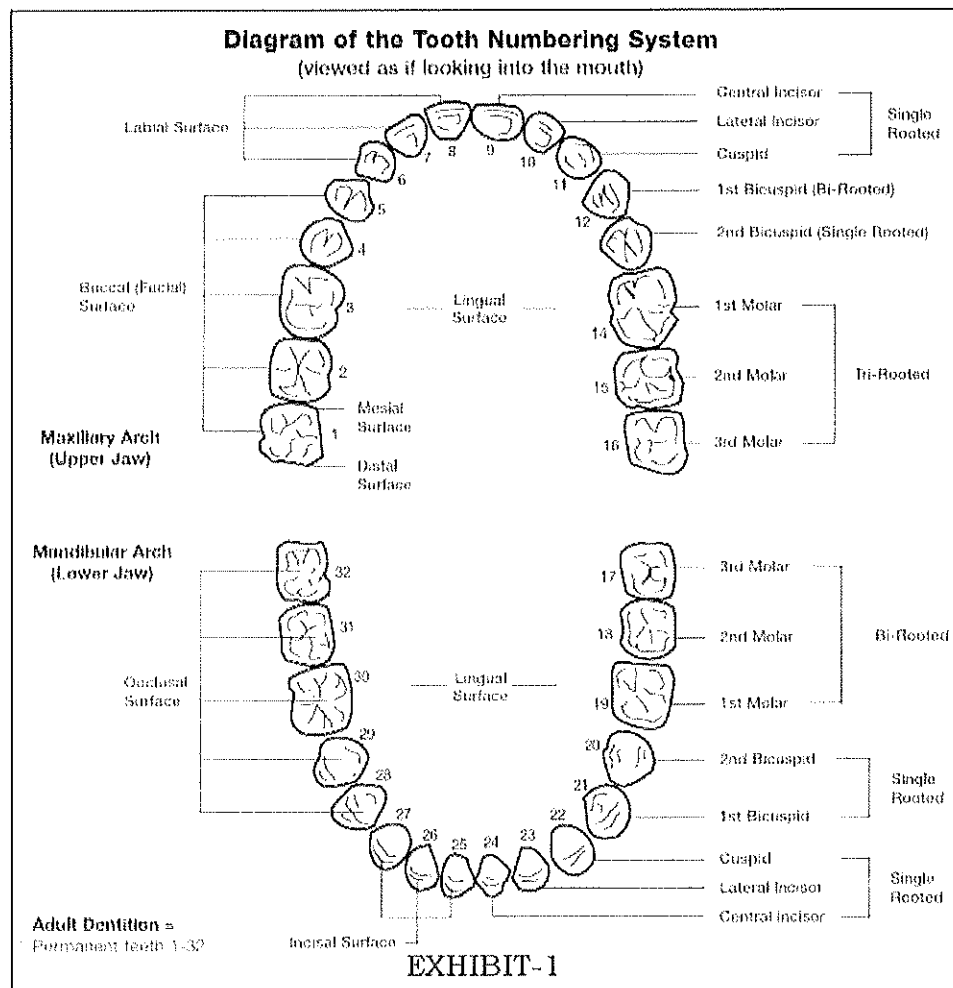 Diagram of the Tooth Numbering System
(viewed as if looking into the mouth)
Labial Surface
Central Incisor
Lateral Incisor
Cuspid
Single
Rooted
1st Bicuspid (Bi-Rooted)
2nd Bicuspid (Single Rooted)
Buccal (Facial)
Surface
Lingual
Surface
1st Molar
2nd Molar
3rd Molar
Tri-Rooted
Mesial
Surface
Distal
Surface
Maxillary Arch
(Upper Jaw)
1
2
3
4
5
6
7
8
9
10
11
12
14
15
16
Mandibular Arch
(Lower Jaw)
32
31
30
29
28
27
26
25
24
23
22
21
20
19
18
17
Occlusal
Surface
Lingual
Surface
3rd Molar
2nd Molar
1st Molar
Bi-Rooted
2nd Bicuspid
1st Bicuspid
Single
Rooted
Cuspid
Lateral Incisor
Central Incisor
Single
Rooted
Incisal Surface
Adult Dentition =
Permanent teeth 1-32
EXHIBIT-1